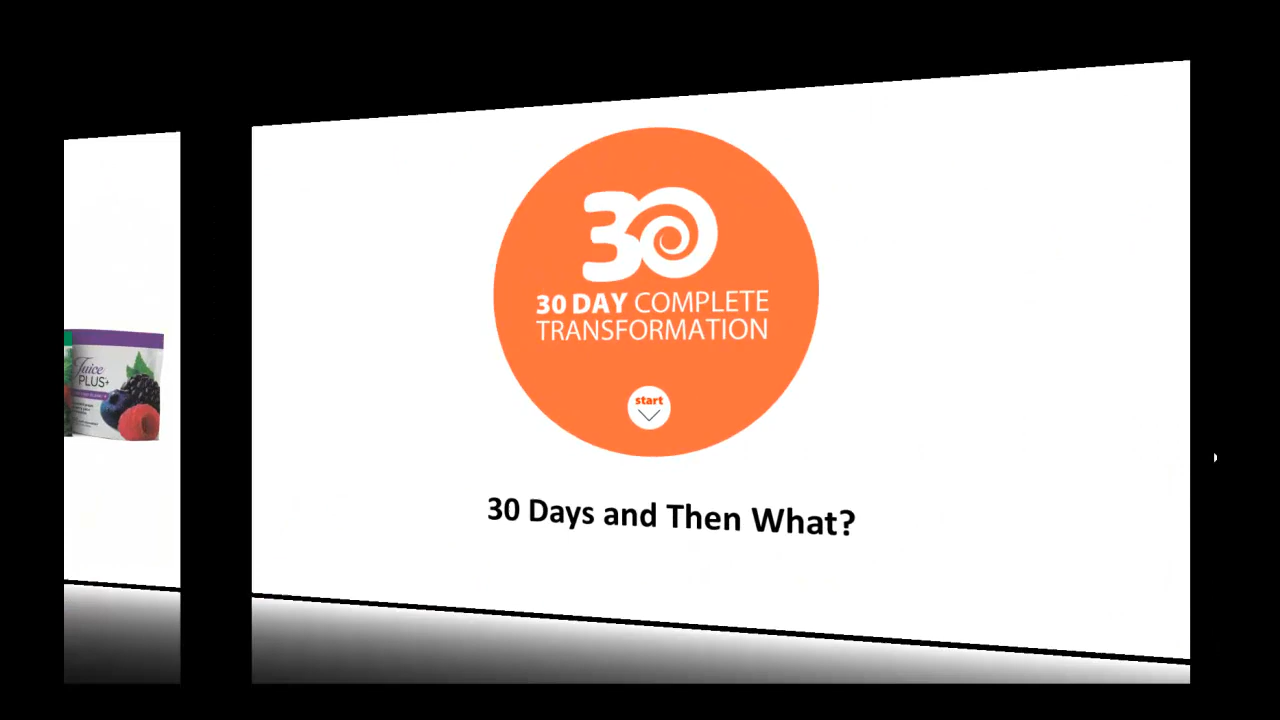 Juice
PLUS+
30
30 DAY COMPLETE
TRANSFORMATION
start
30 Days and Then What?